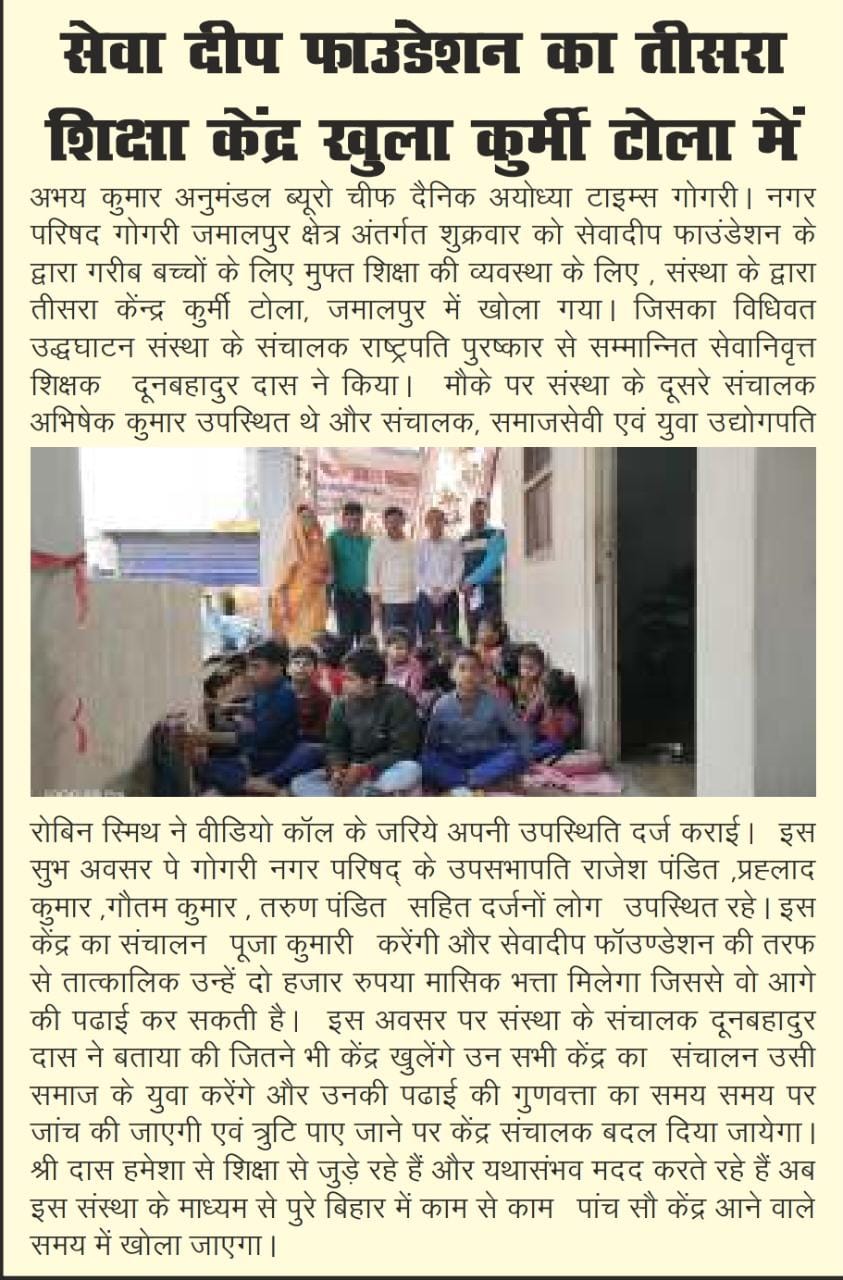 सेवा दीप फाउडेशन का तीसरा
शिक्षा केंद्र खुला कुर्मी टोला में
अभय कुमार अनुमंडल ब्यूरो चीफ दैनिक अयोध्या टाइम्स गोगरी। नगर
परिषद गोगरी जमालपुर क्षेत्र अंतर्गत शुक्रवार को सेवादीप फाउंडेशन के
द्वारा गरीब बच्चों के लिए मुफ्त शिक्षा की व्यवस्था के लिए , संस्था के द्वारा
तीसरा केंन्द्र कुर्मी टोला, जमालपुर में खोला गया। जिसका विधिवत
उद्धघाटन संस्था के संचालक राष्ट्रपति पुरष्कार से सम्मान्नित सेवानिवृत्त
शिक्षक दूनबहादुर दास ने किया। मौके पर संस्था के दूसरे संचालक
अभिषेक कुमार उपस्थित थे और संचालक, समाजसेवी एवं युवा उद्योगपति
रोबिन स्मिथ ने वीडियो कॉल के जरिये अपनी उपस्थिति दर्ज कराई। इस
सुभ अवसर पे गोगरी नगर परिषद् के उपसभापति राजेश पंडित ,प्रह्लाद
कुमार ,गौतम कुमार , तरुण पंडित सहित दर्जनों लोग उपस्थित रहे। इस
केंद्र का संचालन पूजा कुमारी करेंगी और सेवादीप फॉउण्डेशन की तरफ
से तात्कालिक उन्हें दो हजार रुपया मासिक भत्ता मिलेगा जिससे वो आगे
की पढाई कर सकती है। इस अवसर पर संस्था के संचालक दूनबहादुर
दास ने बताया की जितने भी केंद्र खुलेंगे उन सभी केंद्र का संचालन उसी
समाज के युवा करेंगे और उनकी पढाई की गुणवत्ता का समय समय पर
जांच की जाएगी एवं त्रुटि पाए जाने पर केंद्र संचालक बदल दिया जायेगा।
श्री दास हमेशा से शिक्षा से जुड़े रहे हैं और यथासंभव मदद करते रहे हैं अब
इस संस्था के माध्यम से पुरे बिहार में काम से काम पांच सौ केंद्र आने वाले
समय में खोला जाएगा।